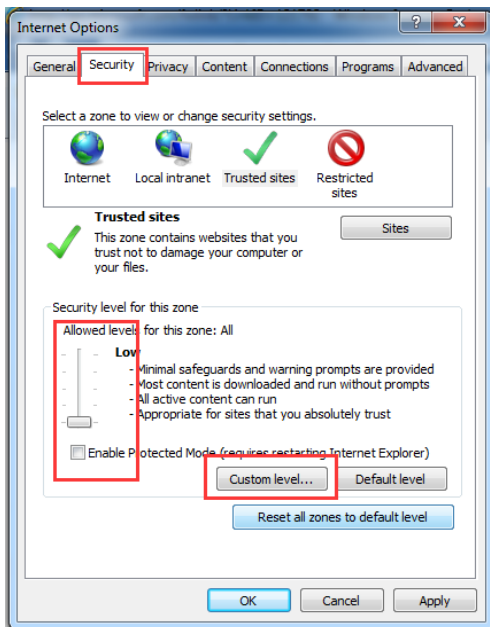 Internet Options
General Security Privacy Content Connections Programs Advanced
Select a zone to view or change security settings.
Internet Local intranet Trusted sites Restricted
sites
Trusted sites
Sites
This zone contains websites that you
trust not to damage your computer or
your files.
Security level for this zone
Allowed levels for this zone: All
Low
- Minimal safeguards and warning prompts are provided
- Most content is downloaded and run without prompts
- All active content can run
- Appropriate for sites that you absolutely trust
Enable Protected Mode (requires restarting Internet Explorer)
Custom level... Default level
Reset all zones to default level
OK Cancel Apply